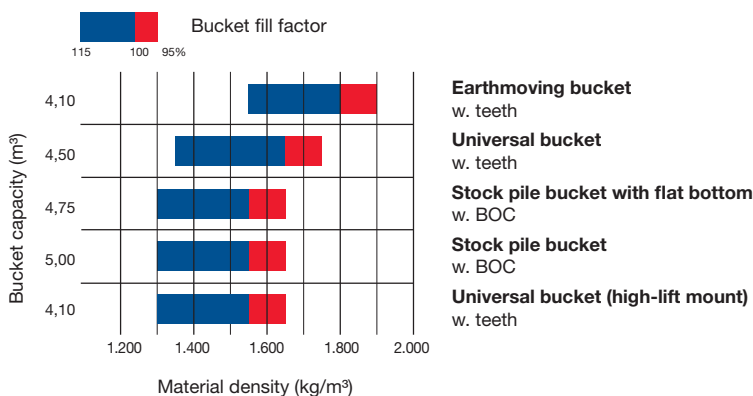 Bucket fill factor
115 100 95%
Bucket capacity (m³)
4,10
Earthmoving bucket
w. teeth
4,50
Universal bucket
w. teeth
4,75
Stock pile bucket with flat bottom
w. BOC
5,00
Stock pile bucket
w. BOC
4,10
Universal bucket (high-lift mount)
w. teeth
1.200 1.400 1.600 1.800 2.000
Material density (kg/m³)